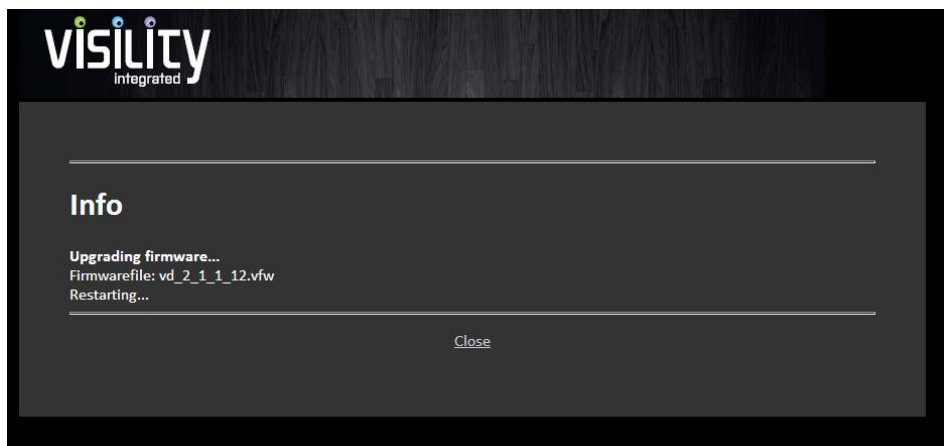 visility
integrated
Info
Upgrading firmware...
Firmwarefile: vd_2_1_1_12.vfw
Restarting...
Close